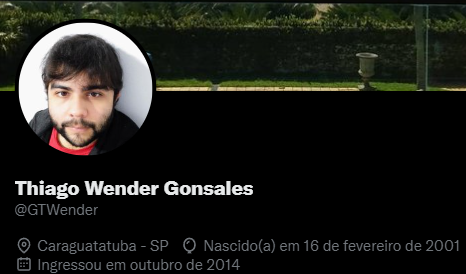 Thiago Wender Gonsales
@GTWender
Caraguatatuba - SP Nascido(a) em 16 de fevereiro de 2001
Ingressou em outubro de 2014